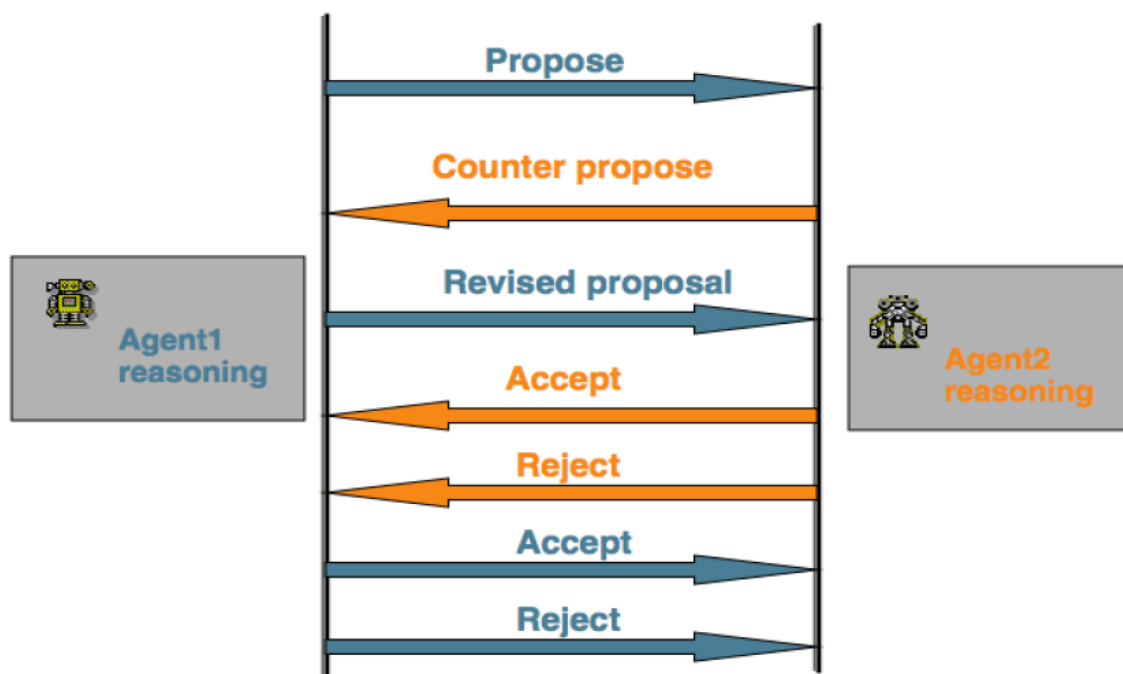 Propose
Counter propose
Revised proposal
Agent1
reasoning
Agent2
reasoning
Accept
Reject
Accept
Reject